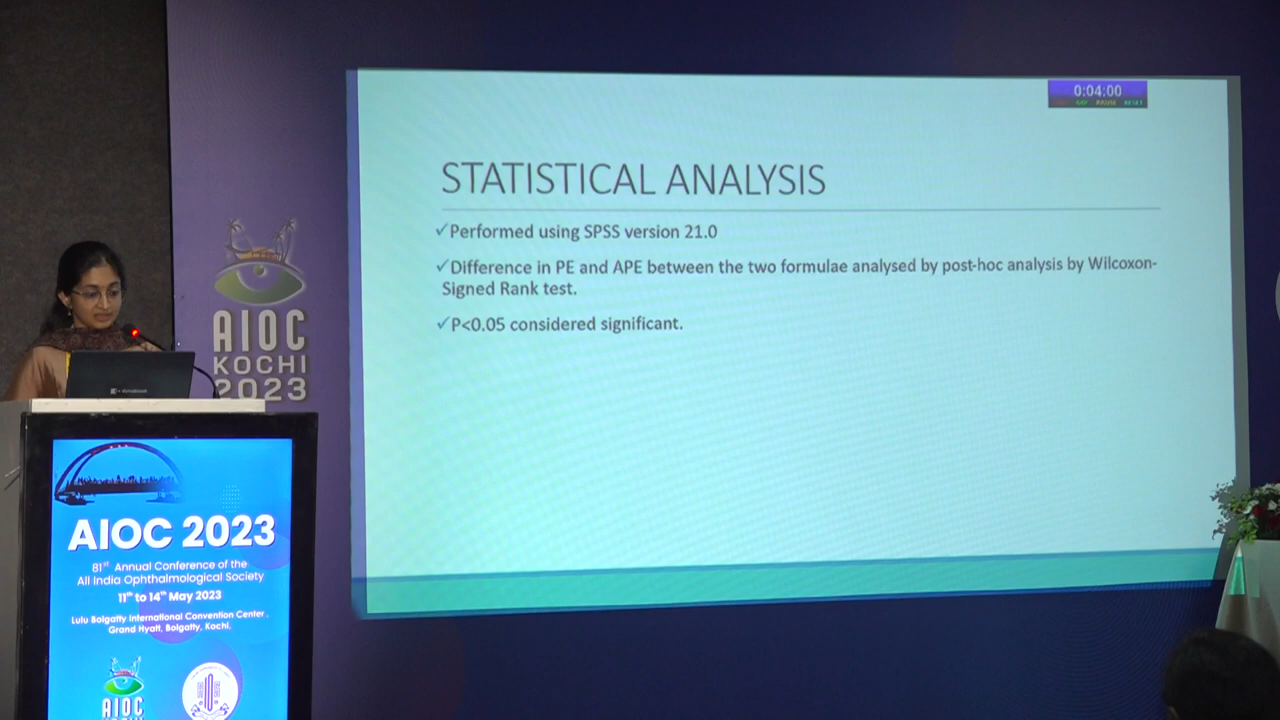 0:04:00
STATISTICAL ANALYSIS
✓Performed using SPSS version 21.0
✓Difference in PE and APE between the two formulae analysed by post-hoc analysis by Wilcoxon-
Signed Rank test.
✓P<0.05 considered significant.
AIOC
KOCHI
2023
AIOC 2023
81st Annual Conference of the
All India Ophthalmological Society
11th to 14th May 2023
Lulu Bolgatty International Convention Center,
Grand Hyatt, Bolgatty, Kochi.
AIOC
KOCHI